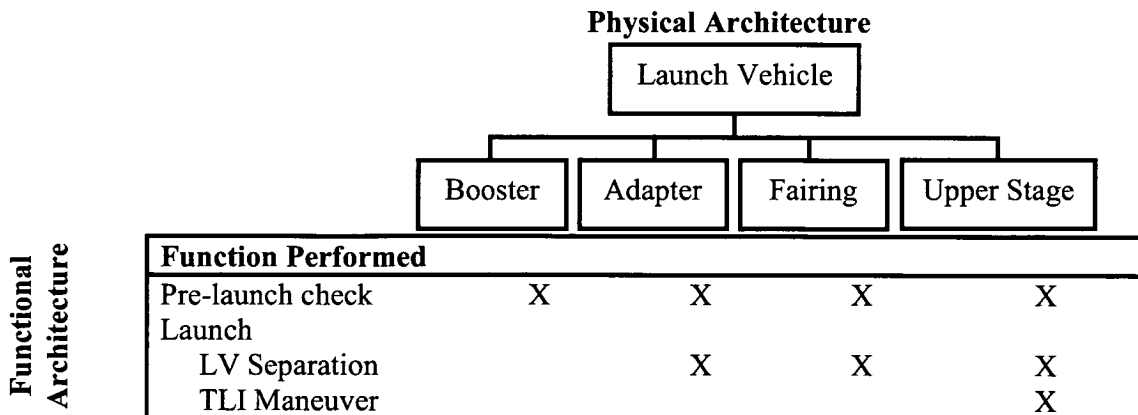 Physical Architecture
Launch Vehicle
Booster Adapter Fairing Upper Stage
Functional
Architecture
Function Performed
Pre-launch check X X X X
Launch
LV Separation X X X
TLI Maneuver X